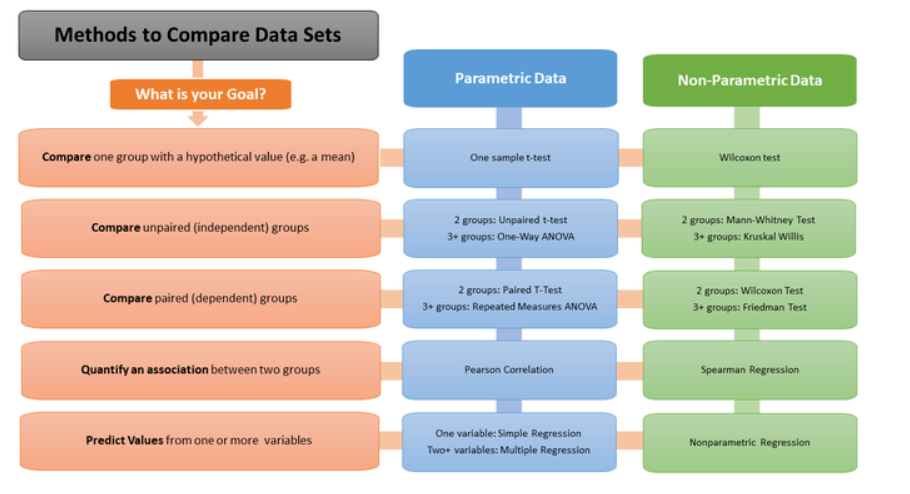 Methods to Compare Data Sets
What is your Goal?
Parametric Data
Non-Parametric Data
Compare one group with a hypothetical value (e.g. a mean)
One sample t-test
Wilcoxon test
Compare unpaired (independent) groups
2 groups: Unpaired t-test
3+ groups: One-Way ANOVA
2 groups: Mann-Whitney Test
3+ groups: Kruskal Willis
Compare paired (dependent) groups
2 groups: Paired T-Test
3+ groups: Repeated Measures ANOVA
2 groups: Wilcoxon Test
3+ groups: Friedman Test
Quantify an association between two groups
Pearson Correlation
Spearman Regression
Predict Values from one or more variables
One variable: Simple Regression
Two+ variables: Multiple Regression
Nonparametric Regression